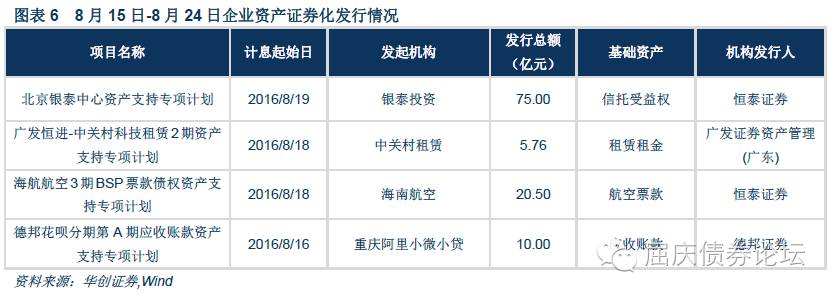 图表 6 8 月 15 日-8 月 24 日企业资产证券化发行情况
项目名称 计息起始日 发起机构 发行总额（亿元） 基础资产 机构发行人
北京银泰中心资产支持专项计划 2016/8/19 银泰投资 75.00 信托受益权 恒泰证券
广发恒进-中关村科技租赁2期资产支持专项计划 2016/8/18 中关村租赁 5.76 租赁租金 广发证券资产管理(广东)
海航航空3期BSP票款债权资产支持专项计划 2016/8/18 海南航空 20.50 航空票款 恒泰证券
德邦花呗分期第A期应收账款资产支持专项计划 2016/8/16 重庆阿里小微小贷 10.00 收账款 德邦证券
资料来源：华创证券,Wind
屈庆债券论坛